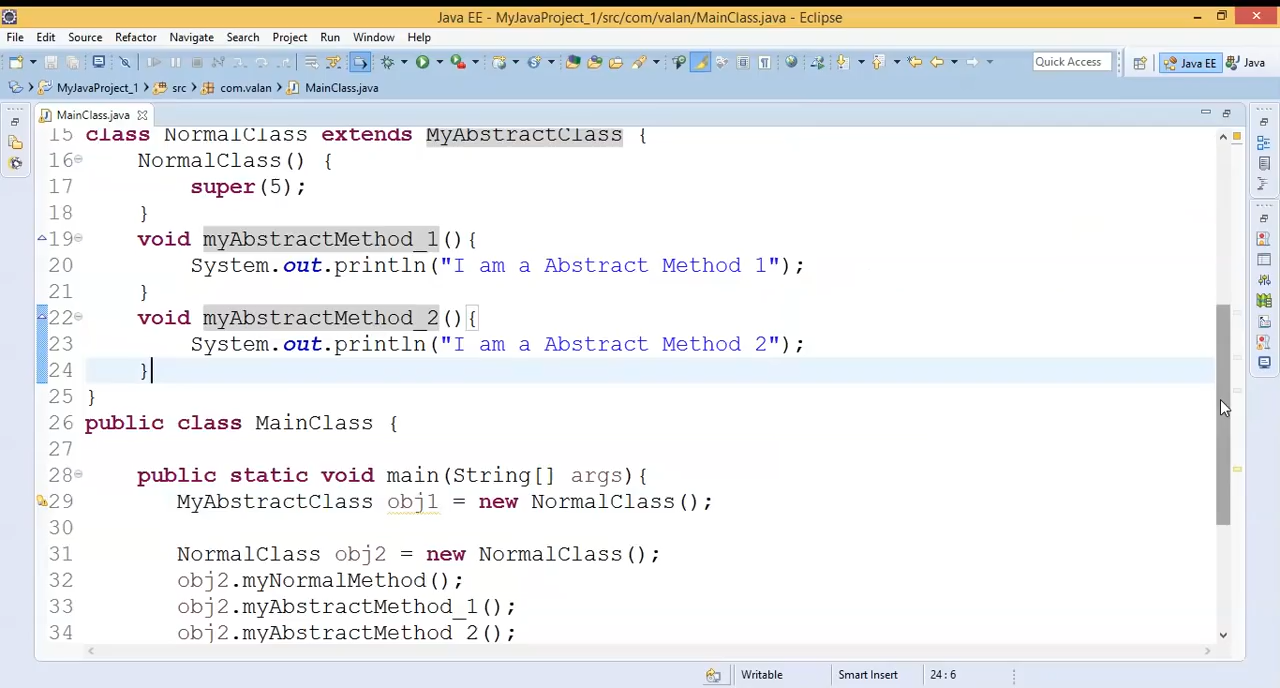 Java EE - MyJavaProject_1/src/com/valan/MainClass.java - Eclipse
File Edit Source Refactor Navigate Search Project Run Window Help
Quick Access Java EE Java
MyJavaProject_1 src com.valan MainClass.java
MainClass.java
15 class NormalClass extends MyAbstractClass {
16 NormalClass() {
17 super(5);
18 }
19 void myAbstractMethod_1(){
20 System.out.println("I am a Abstract Method 1");
21 }
22 void myAbstractMethod_2(){
23 System.out.println("I am a Abstract Method 2");
24 }
25 }
26 public class MainClass {
27
28 public static void main(String[] args){
29 MyAbstractClass obj1 = new NormalClass();
30
31 NormalClass obj2 = new NormalClass();
32 obj2.myNormalMethod();
33 obj2.myAbstractMethod_1();
34 obj2.myAbstractMethod_2();
Writable Smart Insert 24 : 6